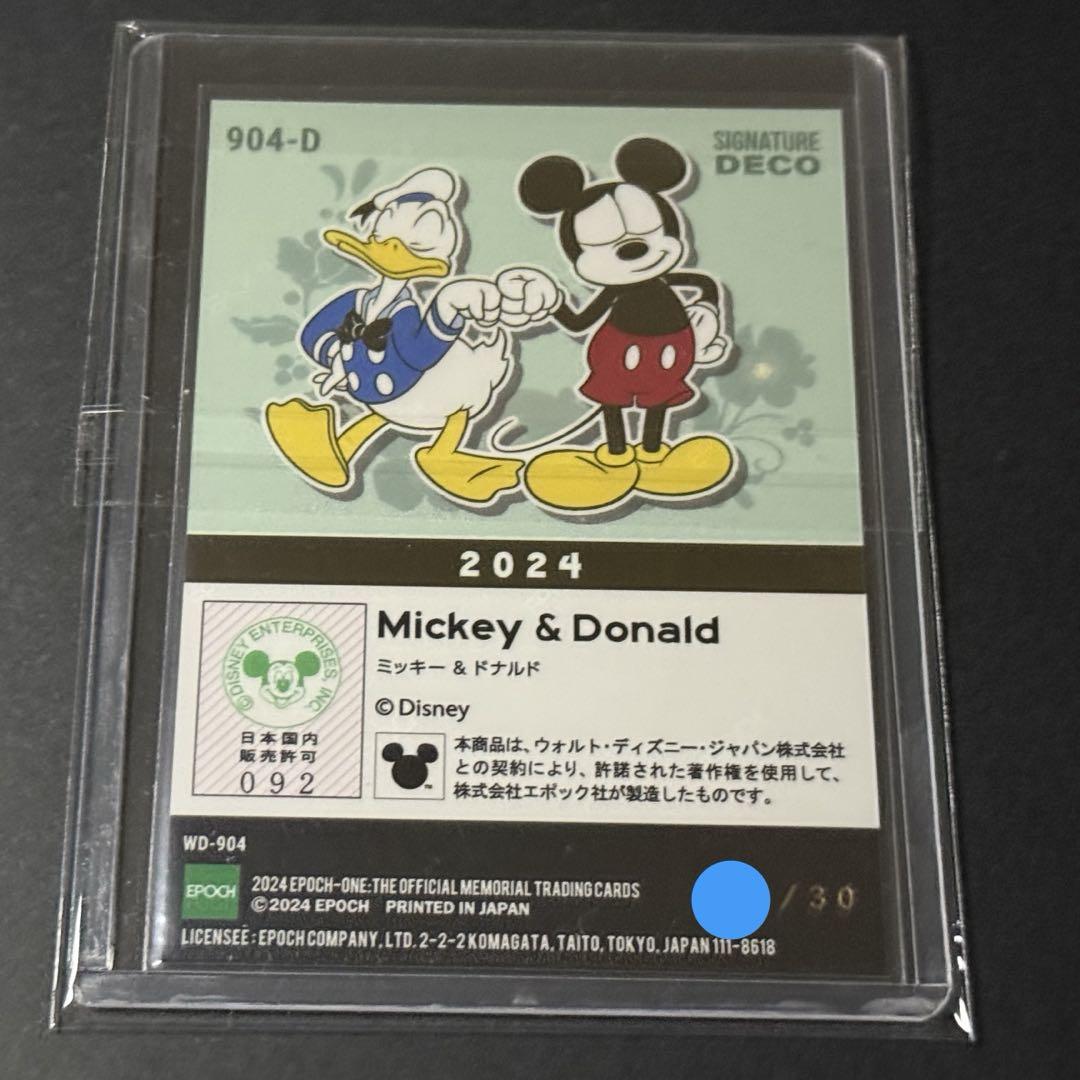 904-D
SIGNATURE
DECO
2024
©DISNEY ENTERPRISES, INC.
日本国内
販売許可
092
Mickey & Donald
ミッキー & ドナルド
© Disney
TM
本商品は、ウォルト・ディズニー・ジャパン株式会社
との契約により、許諾された著作権を使用して、
株式会社エポック社が製造したものです。
WD-904
EPOCH
2024 EPOCH-ONE:THE OFFICIAL MEMORIAL TRADING CARDS
©2024 EPOCH PRINTED IN JAPAN
/30
LICENSEE : EPOCH COMPANY, LTD. 2-2-2 KOMAGATA, TAITO, TOKYO, JAPAN 111-8618